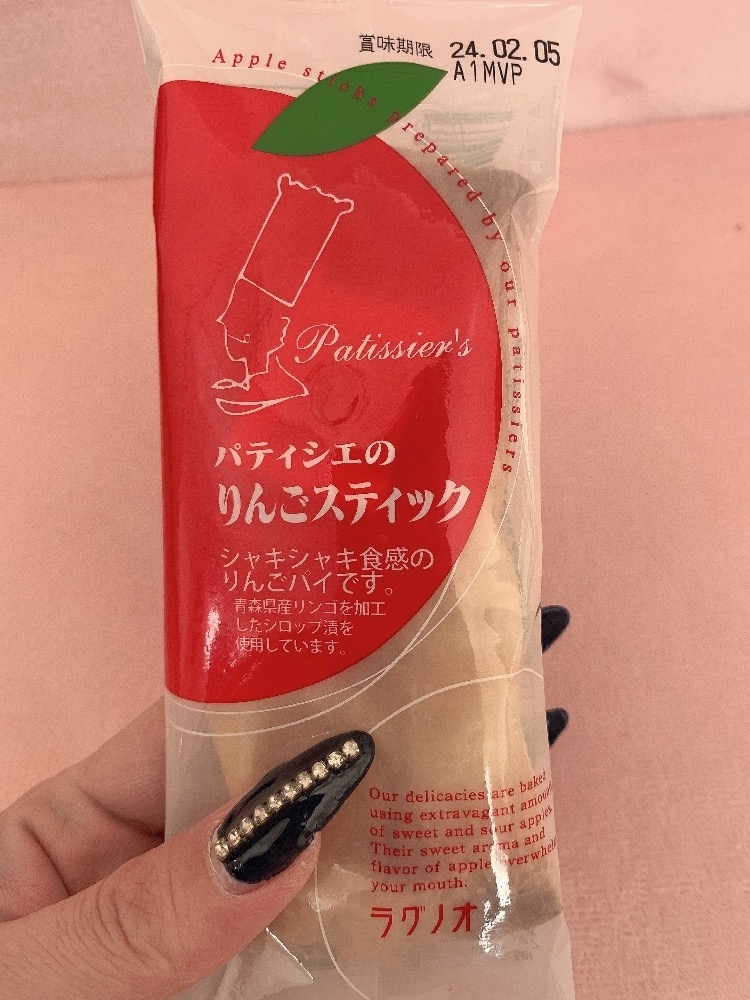 賞味期限 24.02.05
A1MVP
Apple sticks prepared by our patissiers
Patissier's
パティシエの
りんごスティック
シャキシャキ食感の
りんごパイです。
青森県産リンゴを加工
したシロップ漬を
使用しています。
Our delicacies are baked
using extravagant
of sweet and sour apples.
Their sweet aroma and
flavor of apple
your mouth.
ラグノオ